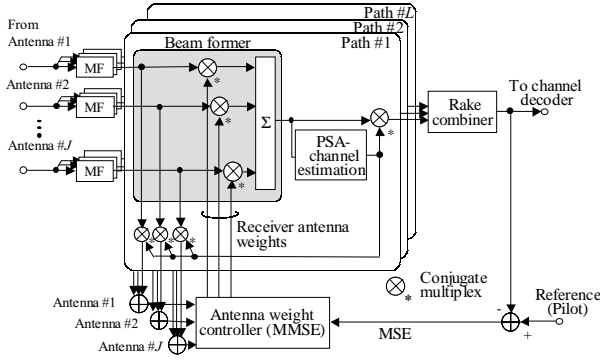 Path #L
Path #2
Path #1
From
Antenna #1
Beam former
MF
*
Antenna #2
MF
*
Antenna #J
MF
*
Σ
PSA-
channel
estimation
*
Rake
combiner
To channel
decoder
Receiver antenna
weights
*
*
*
Conjugate
multiplex
*
Antenna #1
Antenna #2
Antenna #J
Antenna weight
controller (MMSE)
MSE
-
+
Reference
(Pilot)